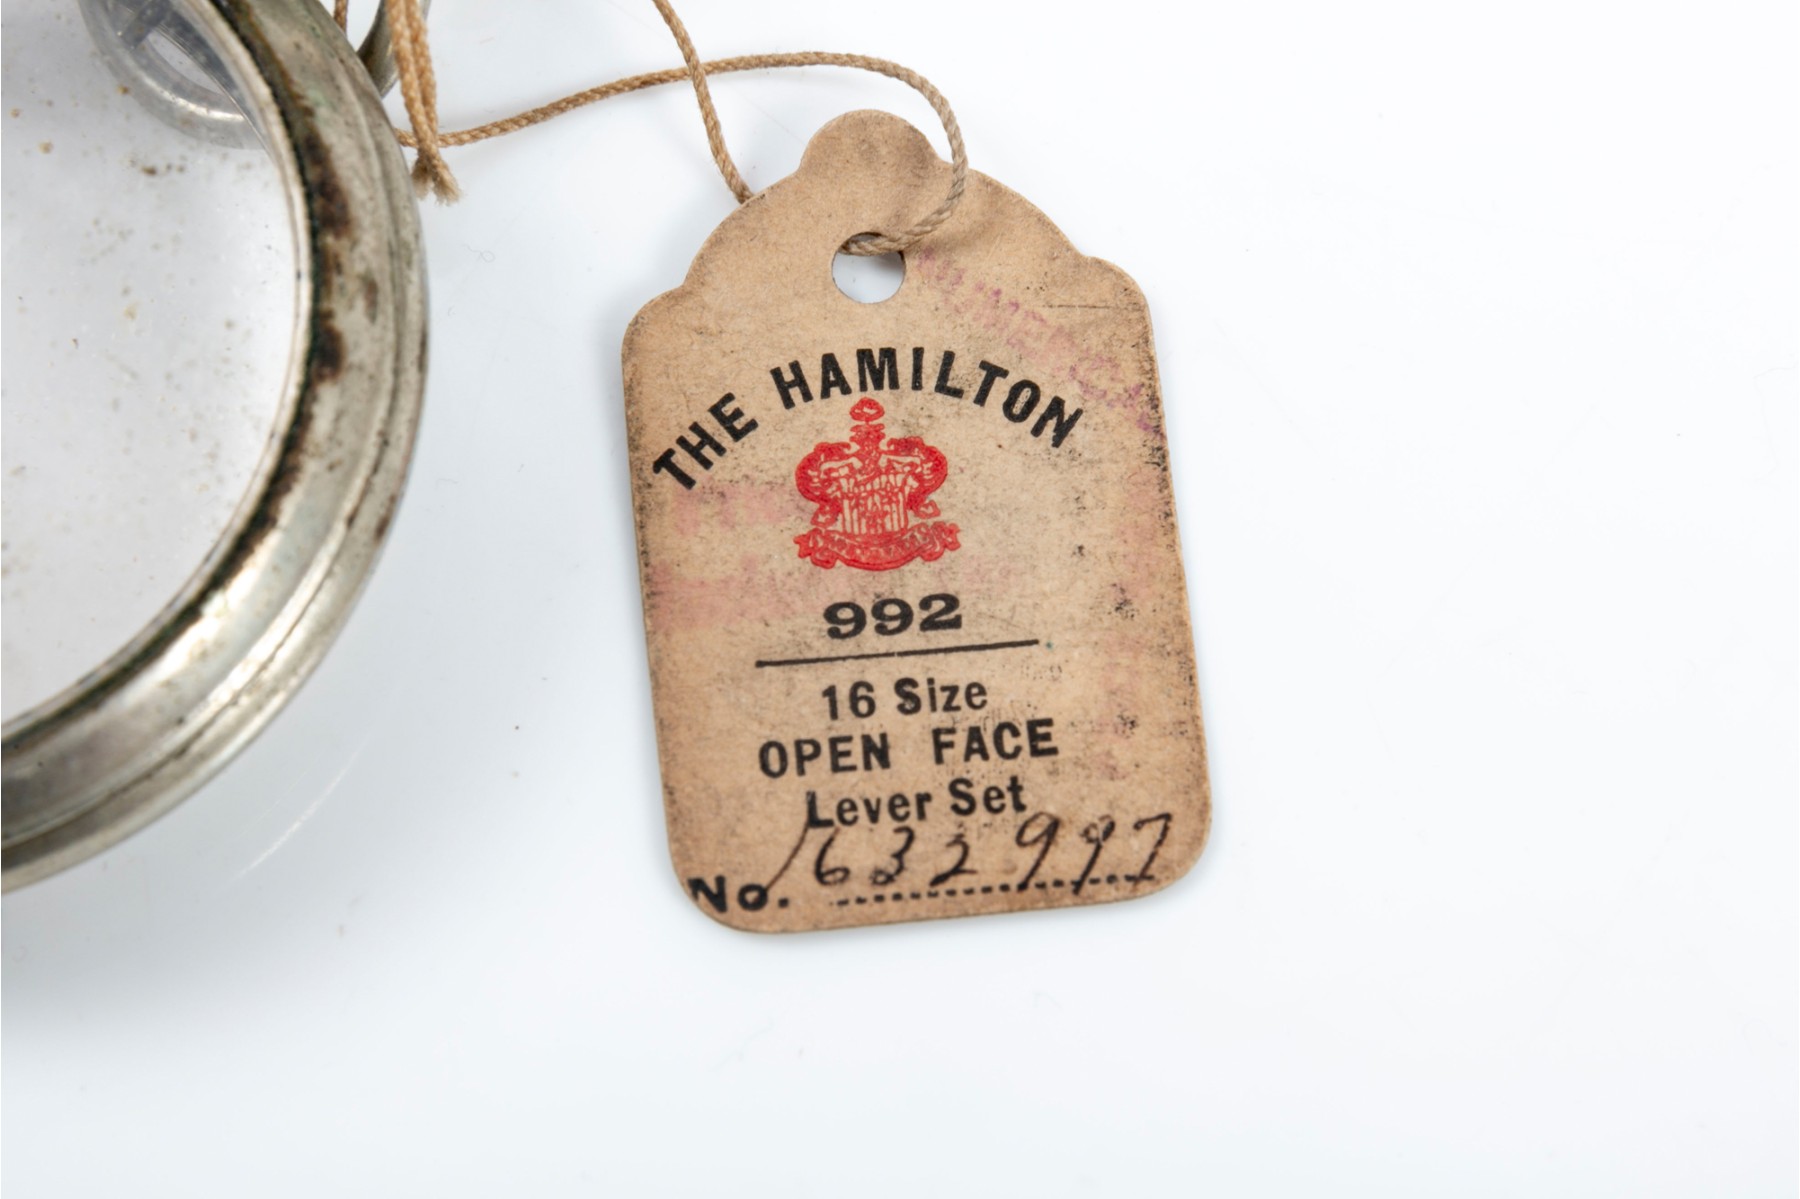 THE HAMILTON
992
16 Size
OPEN FACE
Lever Set
No. 1632997